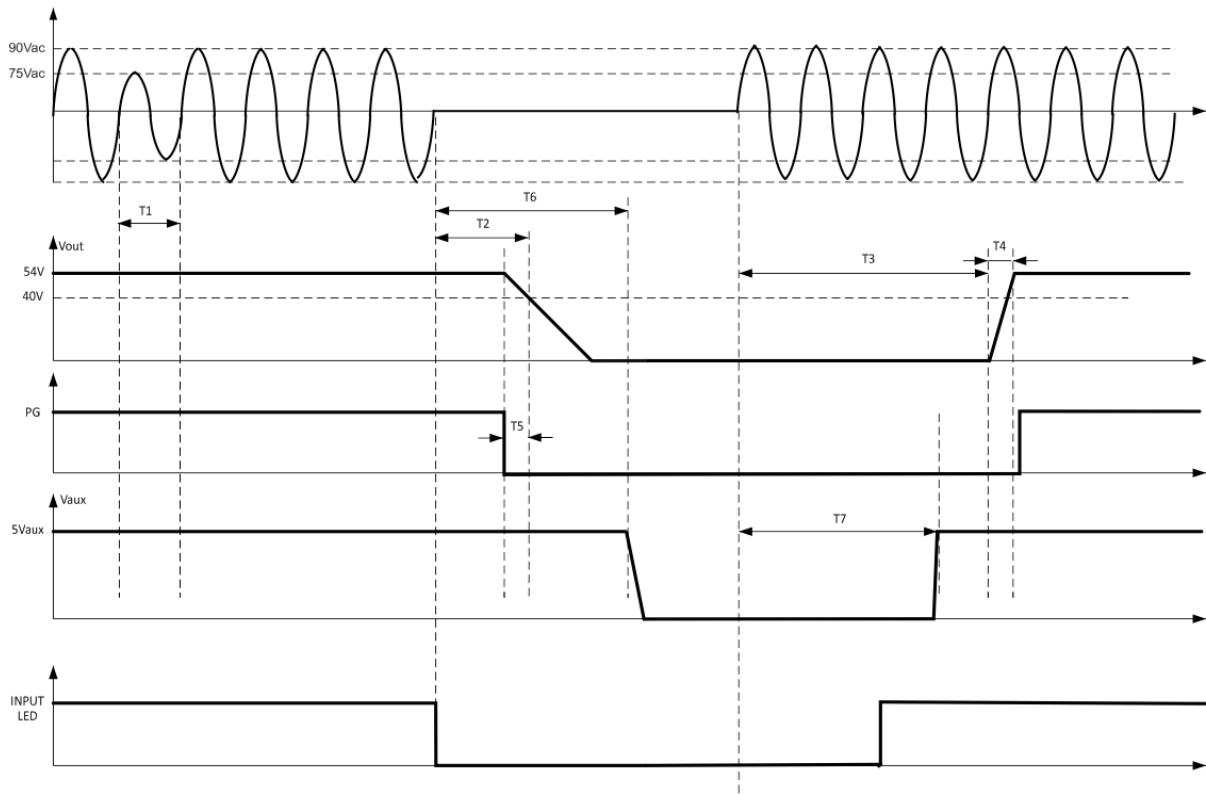 90Vac
75Vac
T1
T6
T2
Vout
54V
40V
T3
T4
PG
T5
Vaux
5Vaux
T7
INPUT
LED